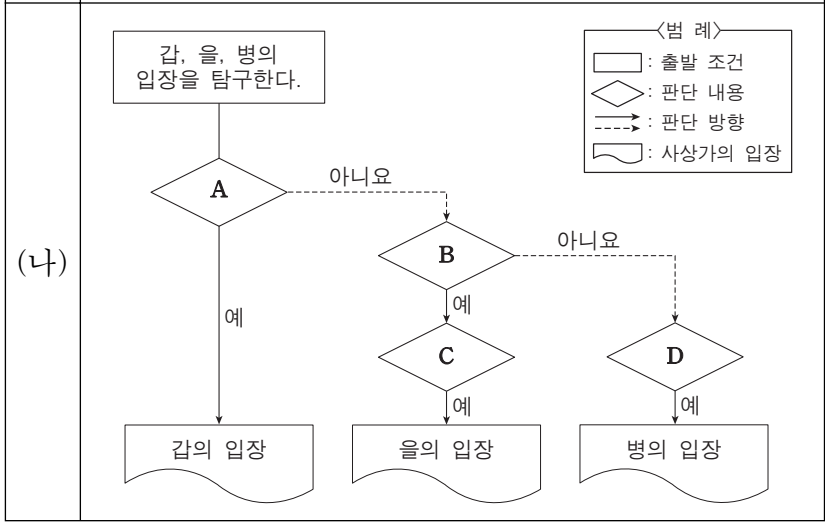 갑, 을, 병의
입장을 탐구한다.
〈범 례〉
: 출발 조건
: 판단 내용
: 판단 방향
: 사상가의 입장
A
아니요
B
아니요
(나)
예
예
C
D
예
예
갑의 입장
을의 입장
병의 입장